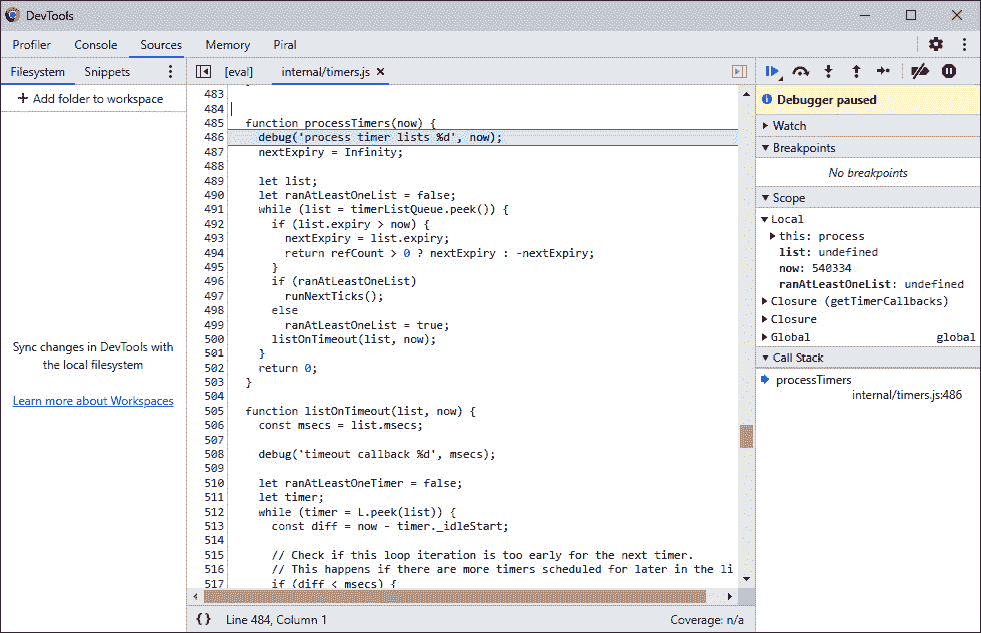 DevTools
Profiler Console Sources Memory Piral
Filesystem Snippets
+ Add folder to workspace
Sync changes in DevTools with
the local filesystem
Learn more about Workspaces
[eval] internal/timers.js ×
483
484
485 function processTimers(now) {
486 debug('process timer lists %d', now);
487 nextExpiry = Infinity;
488
489 let list;
490 let ranAtLeastOneList = false;
491 while (list = timerListQueue.peek()) {
492 if (list.expiry > now) {
493 nextExpiry = list.expiry;
494 return refCount > 0 ? nextExpiry : -nextExpiry;
495 }
496 if (ranAtLeastOneList)
497 runNextTicks();
498 else
499 ranAtLeastOneList = true;
500 listOnTimeout(list, now);
501 }
502 return 0;
503 }
504
505 function listOnTimeout(list, now) {
506 const msecs = list.msecs;
507
508 debug('timeout callback %d', msecs);
509
510 let ranAtLeastOneTimer = false;
511 let timer;
512 while (timer = L.peek(list)) {
513 const diff = now - timer._idleStart;
514
515 // Check if this loop iteration is too early for the next timer.
516 // This happens if there are more timers scheduled for later in the li
517 if (diff < msecs) {
{} Line 484, Column 1 Coverage: n/a
Debugger paused
Watch
Breakpoints
No breakpoints
Scope
Local
this: process
list: undefined
now: 540334
ranAtLeastOneList: undefined
Closure (getTimerCallbacks)
Closure
Global global
Call Stack
processTimers
internal/timers.js:486